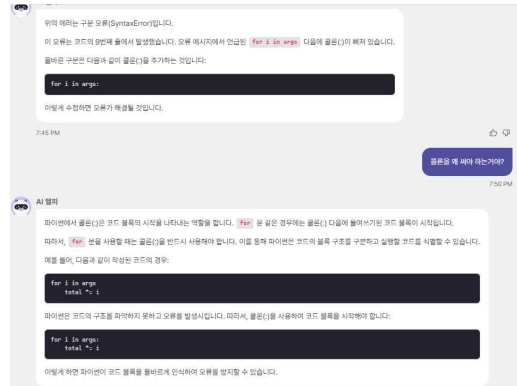 위의 에러는 구문 오류(SyntaxError)입니다.
이 오류는 코드의 9번째 줄에서 발생했습니다. 오류 메시지에서 언급된 for i in args 다음에 콜론(:)이 빠져 있습니다.
올바른 구문은 다음과 같이 콜론(:)을 추가하는 것입니다:
for i in args:
이렇게 수정하면 오류가 해결될 것입니다.
7:45 PM
콜론을 왜 써야 하는거야?
7:50 PM
AI 헬피
파이썬에서 콜론(:)은 코드 블록의 시작을 나타내는 역할을 합니다. for 문 같은 경우에는 콜론(:) 다음에 들여쓰기된 코드 블록이 시작됩니다.
따라서, for 문을 사용할 때는 콜론(:)을 반드시 사용해야 합니다. 이를 통해 파이썬은 코드의 블록 구조를 구분하고 실행할 코드를 식별할 수 있습니다.
예를 들어, 다음과 같이 작성된 코드의 경우:
for i in args
total *= i
파이썬은 코드의 구조를 파악하지 못하고 오류를 발생시킵니다. 따라서, 콜론(:)을 사용하여 코드 블록을 시작해야 합니다:
for i in args:
total *= i
이렇게 하면 파이썬이 코드 블록을 올바르게 인식하여 오류를 방지할 수 있습니다.